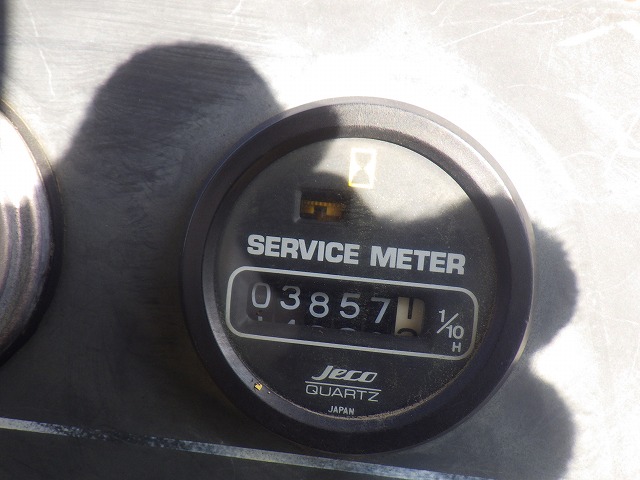 SERVICE METER
03857
1/10
H
Jeco
QUARTZ
JAPAN